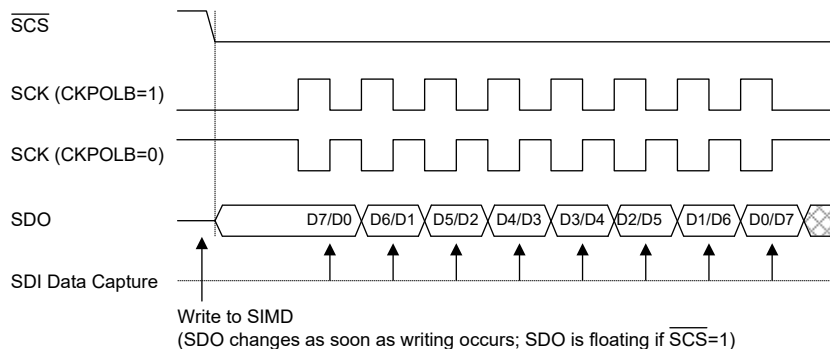 SCS
SCK (CKPOLB=1)
SCK (CKPOLB=0)
SDO D7/D0 D6/D1 D5/D2 D4/D3 D3/D4 D2/D5 D1/D6 D0/D7
SDI Data Capture
Write to SIMD
(SDO changes as soon as writing occurs; SDO is floating if SCS=1)